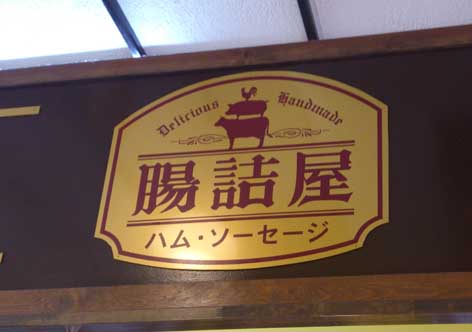 Delicious Handmade
腸詰屋
ハム・ソーセージ